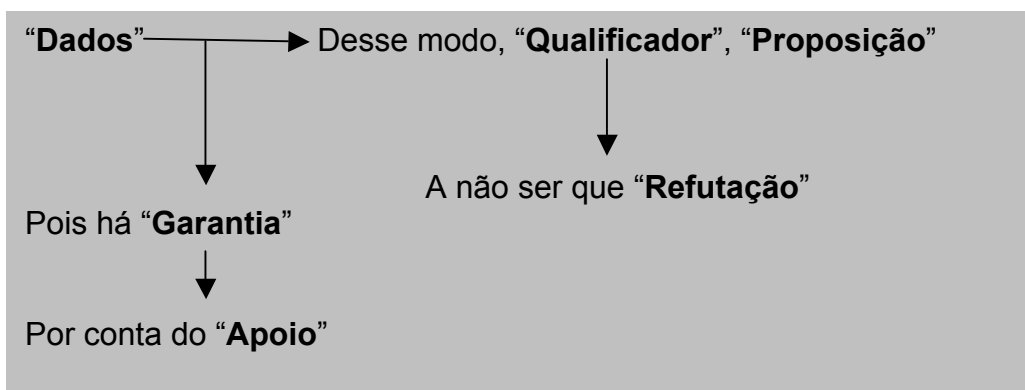 “Dados” Desse modo, “Qualificador”, “Proposição”
A não ser que “Refutação”
Pois há “Garantia”
Por conta do “Apoio”